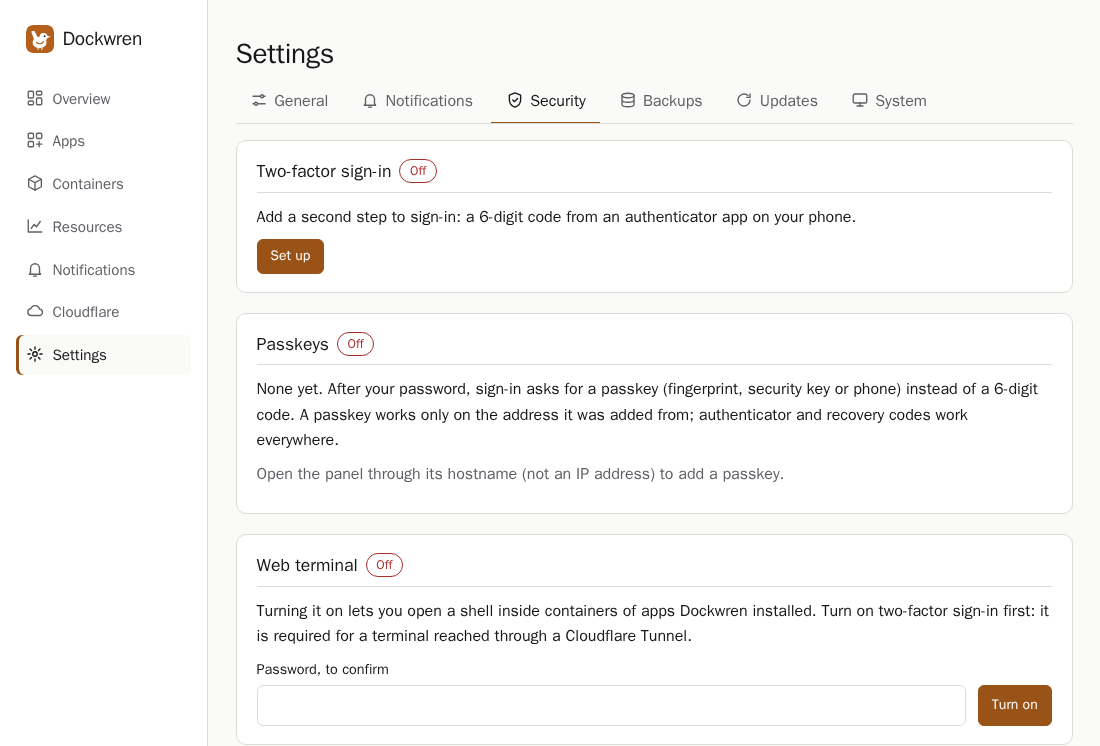 Dockwren
Overview
Apps
Containers
Resources
Notifications
Cloudflare
Settings
Settings
General
Notifications
Security
Backups
Updates
System
Two-factor sign-in Off
Add a second step to sign-in: a 6-digit code from an authenticator app on your phone.
Set up
Passkeys Off
None yet. After your password, sign-in asks for a passkey (fingerprint, security key or phone) instead of a 6-digit
code. A passkey works only on the address it was added from; authenticator and recovery codes work
everywhere.
Open the panel through its hostname (not an IP address) to add a passkey.
Web terminal Off
Turning it on lets you open a shell inside containers of apps Dockwren installed. Turn on two-factor sign-in first: it
is required for a terminal reached through a Cloudflare Tunnel.
Password, to confirm
Turn on